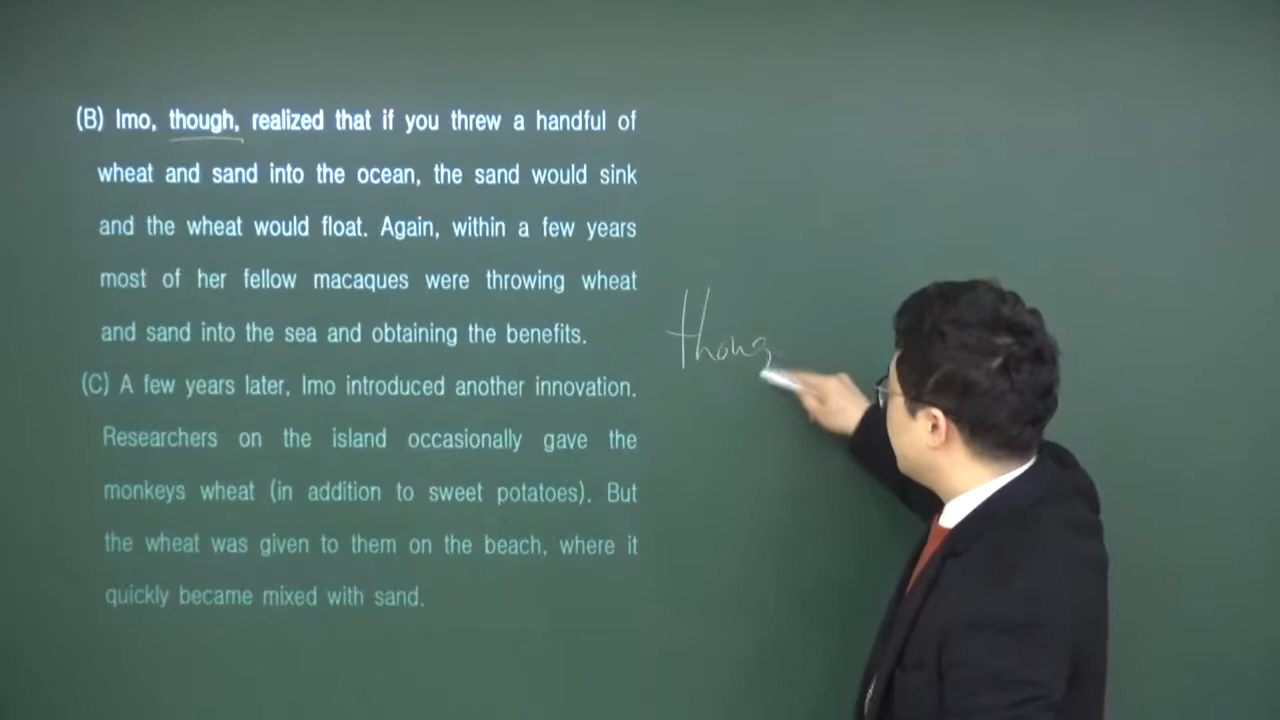 (B) Imo, though, realized that if you threw a handful of
wheat and sand into the ocean, the sand would sink
and the wheat would float. Again, within a few years
most of her fellow macaques were throwing wheat
and sand into the sea and obtaining the benefits.
(C) A few years later, Imo introduced another innovation.
Researchers on the island occasionally gave the
monkeys wheat (in addition to sweet potatoes). But
the wheat was given to them on the beach, where it
quickly became mixed with sand.
thoug